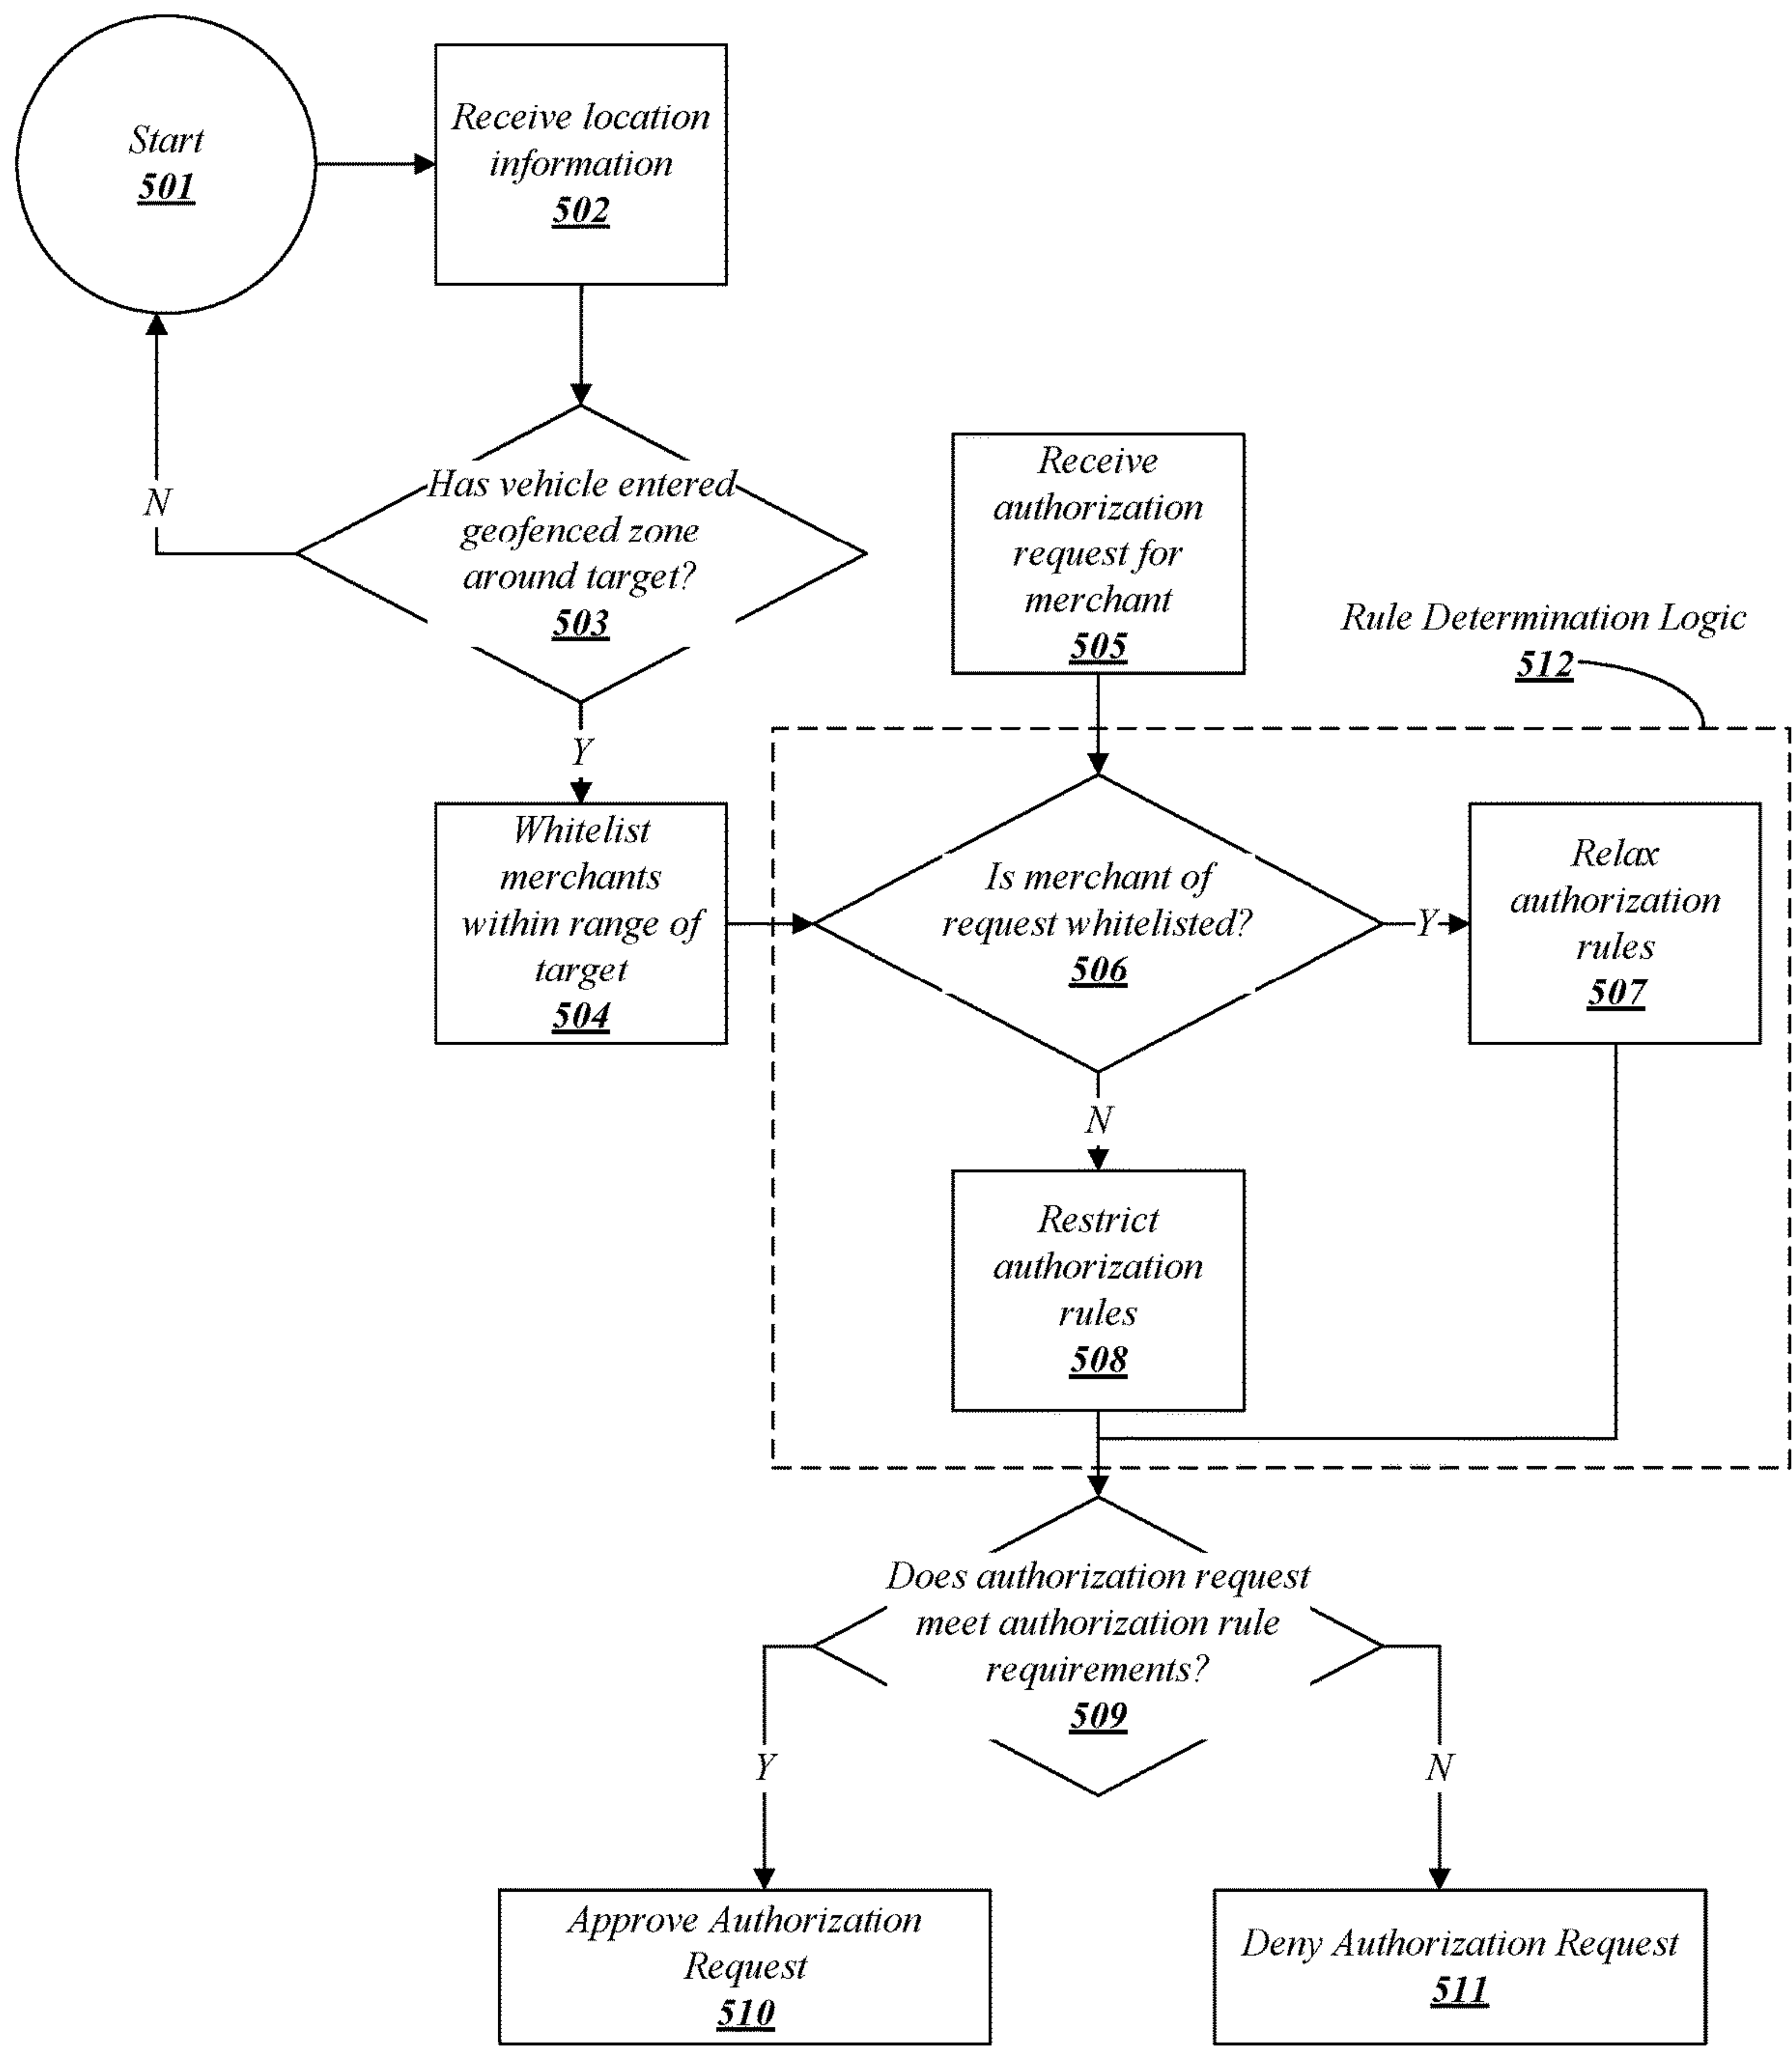 Start
501
Receive location
information
502
Has vehicle entered
geofenced zone
around target?
503
N
Y
Whitelist
merchants
within range of
target
504
Receive
authorization
request for
merchant
505
Rule Determination Logic
512
Is merchant of
request whitelisted?
506
Y
Relax
authorization
rules
507
N
Restrict
authorization
rules
508
Does authorization request
meet authorization rule
requirements?
509
Y
N
Approve Authorization
Request
510
Deny Authorization Request
511